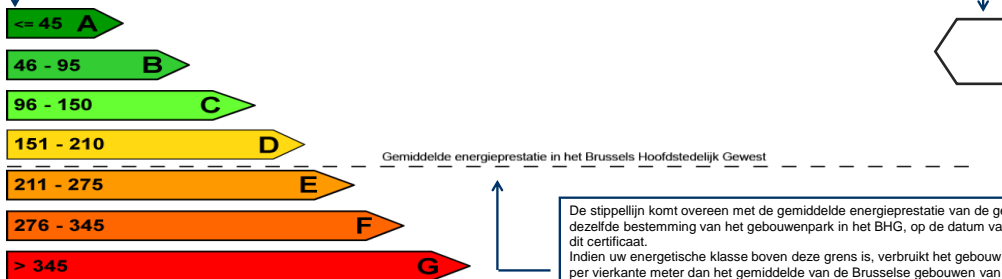 <= 45 A
46 - 95 B
96 - 150 C
151 - 210 D
Gemiddelde energieprestatie in het Brussels Hoofdstedelijk Gewest
211 - 275 E
276 - 345 F
> 345 G
De stippellijn komt overeen met de gemiddelde energieprestatie van de
dezelfde bestemming van het gebouwenpark in het BHG, op de datum
dit certificaat.
Indien uw energetische klasse boven deze grens is, verbruikt het gebouw
per vierkante meter dan het gemiddelde van de Brusselse gebouwen van